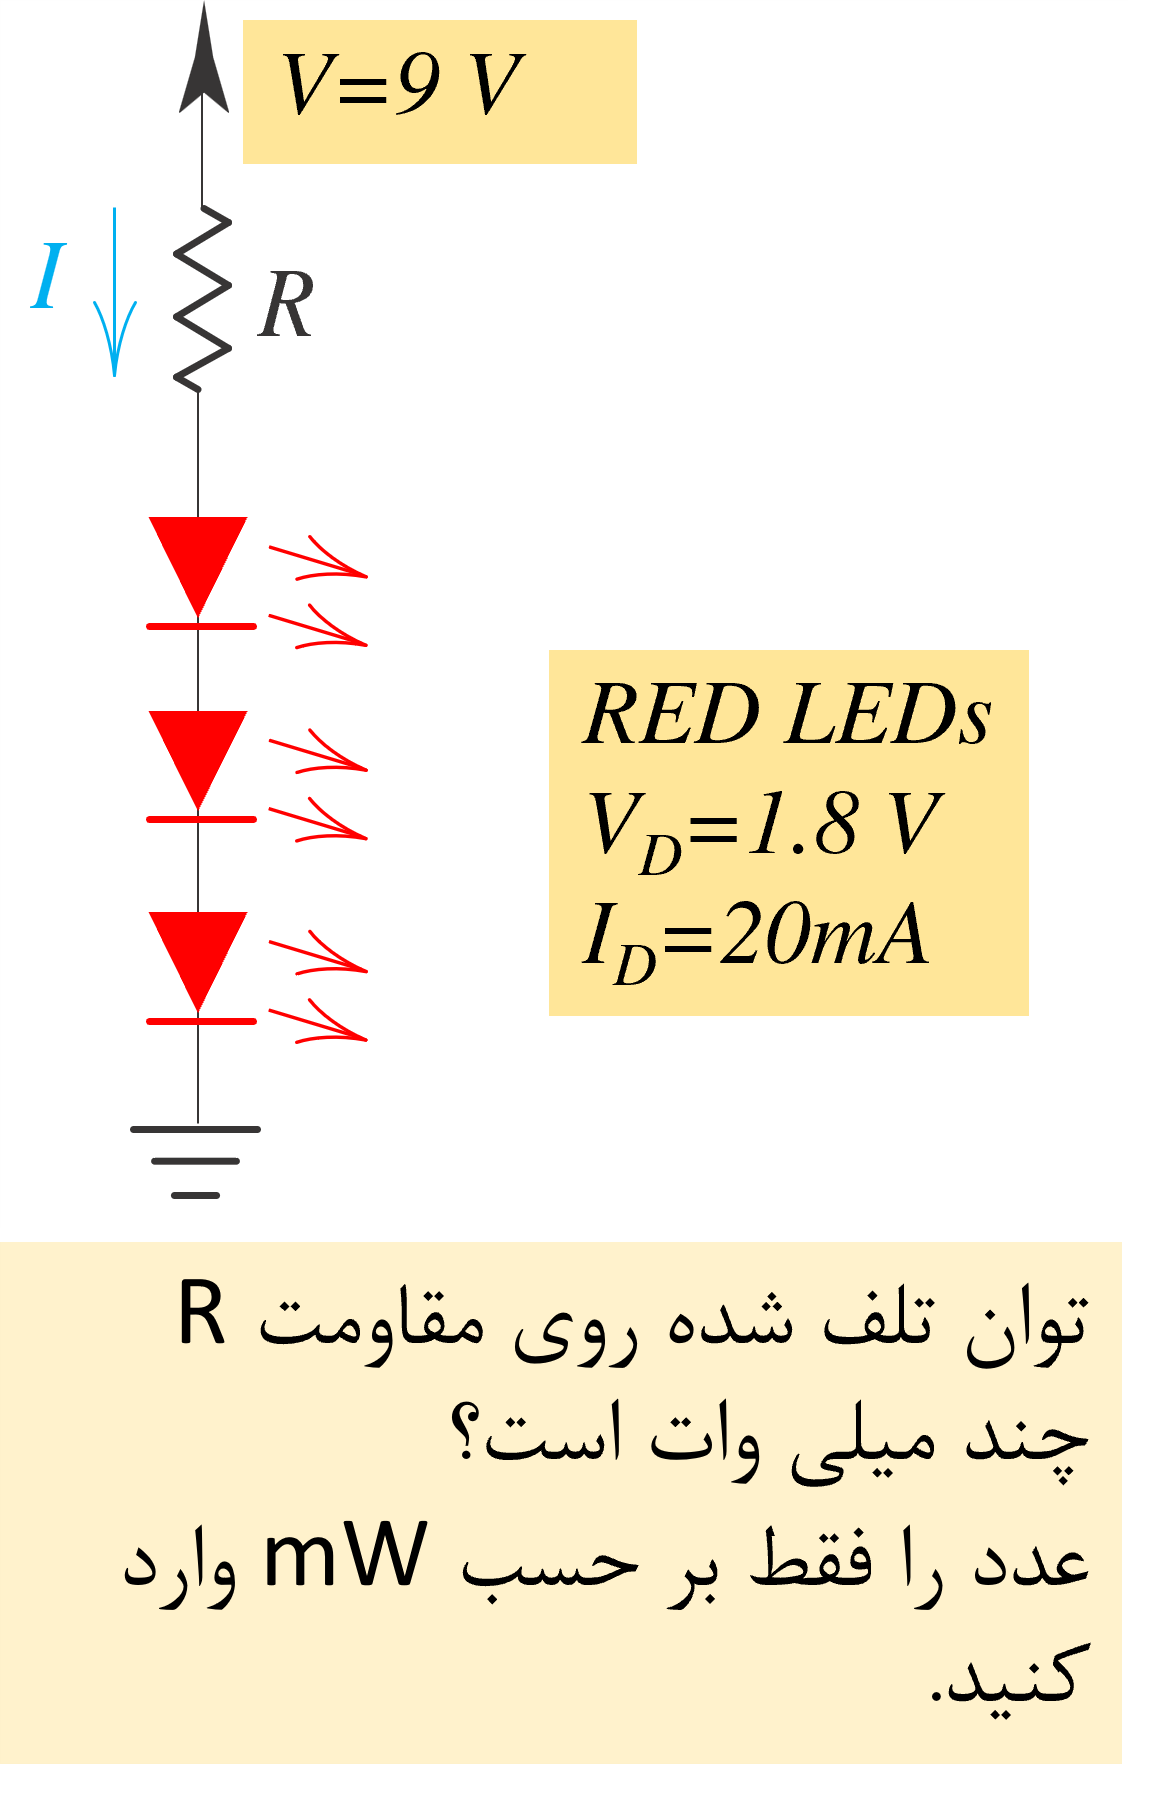 V=9 V
I
R
RED LEDs
V_D=1.8 V
I_D=20mA
توان تلف شده روی مقاومت R
چند میلی وات است؟
عدد را فقط بر حسب mW وارد
کنید.